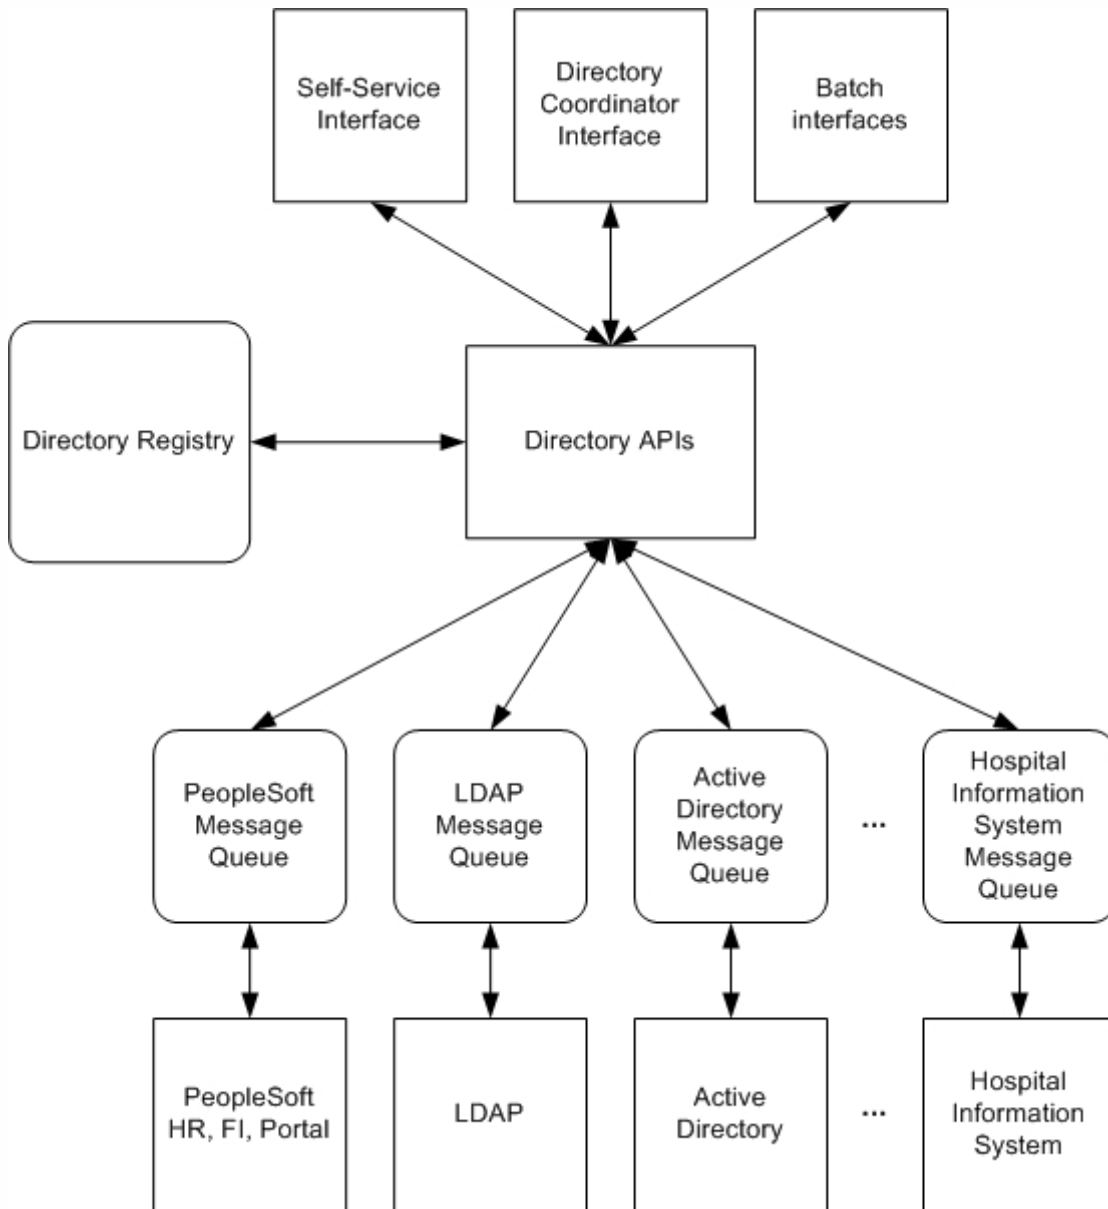 Self-Service
Interface
Directory
Coordinator
Interface
Batch
interfaces
Directory Registry
Directory APIs
PeopleSoft
Message
Queue
LDAP
Message
Queue
Active
Directory
Message
Queue
...
Hospital
Information
System
Message
Queue
PeopleSoft
HR, FI, Portal
LDAP
Active
Directory
...
Hospital
Information
System